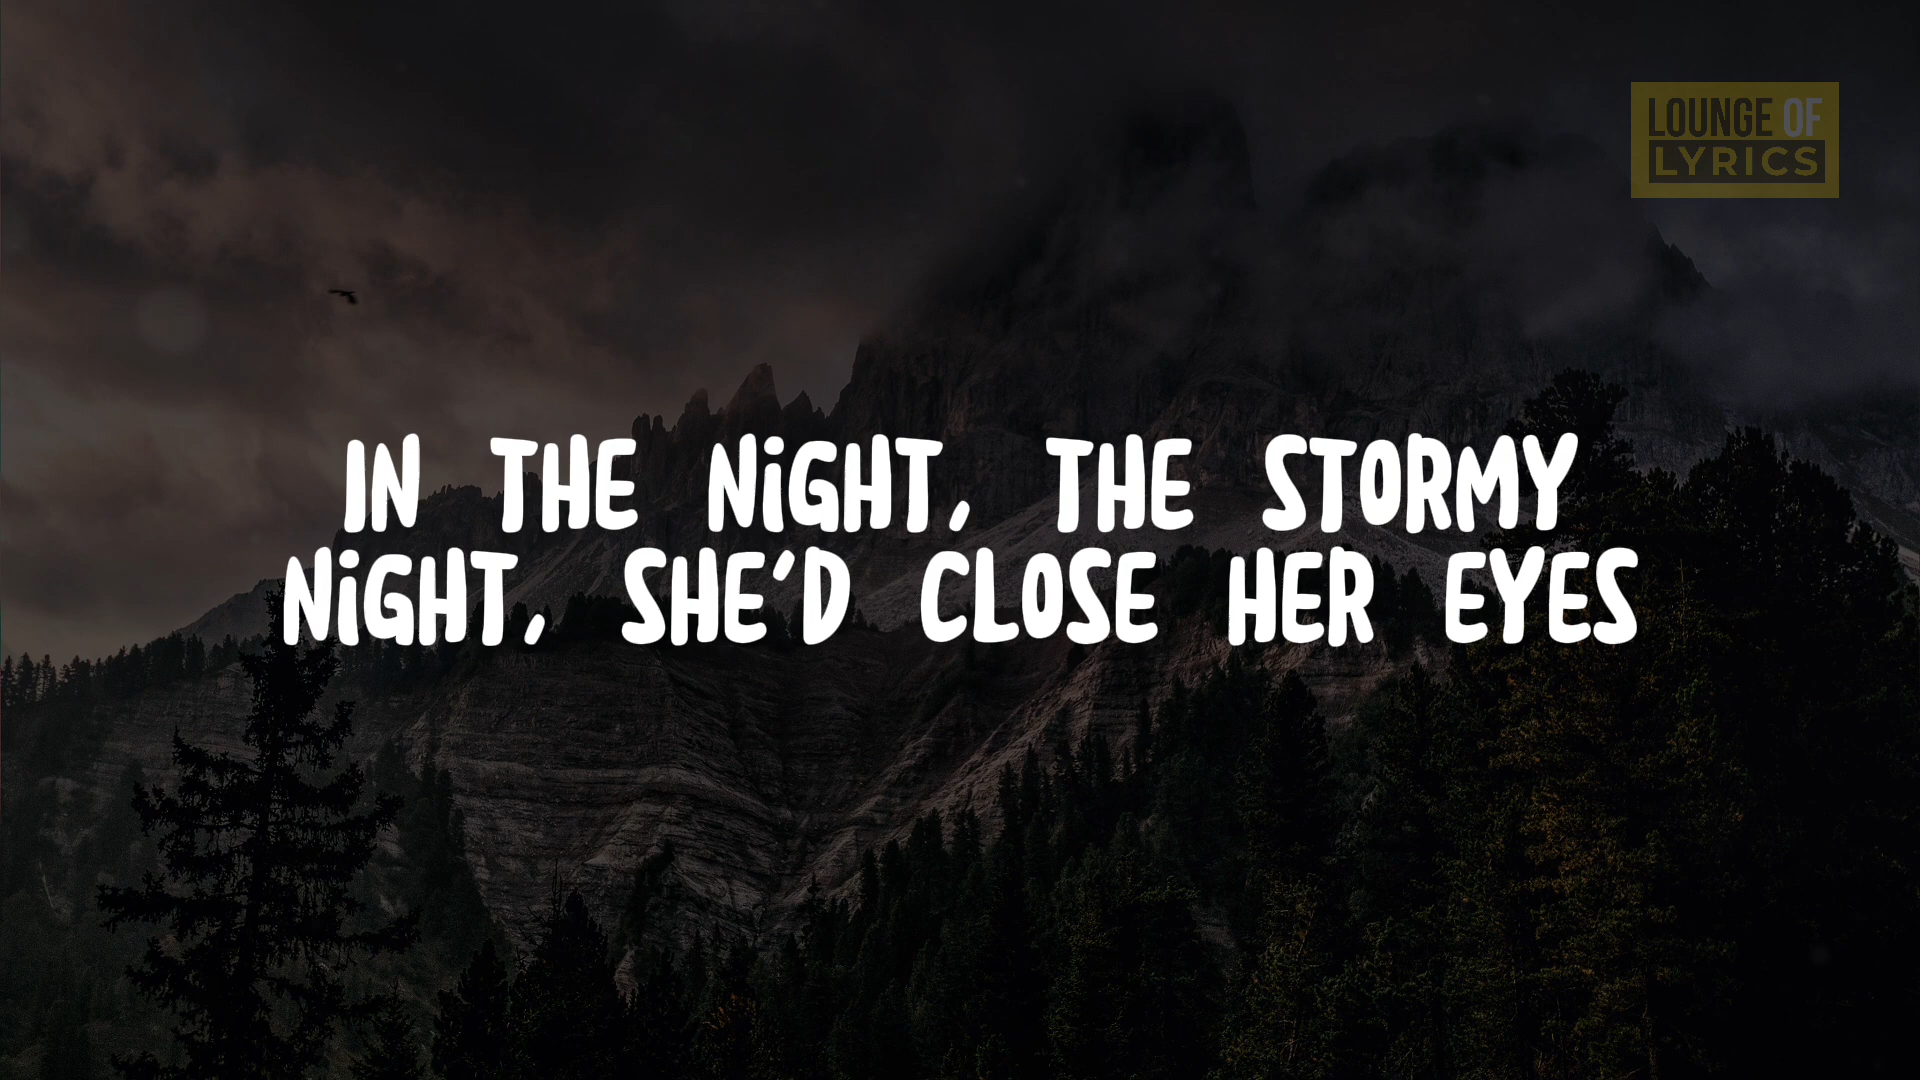 LOUNGE OF
LYRICS
IN THE NiGHT, THE STORMY
NiGHT, SHE'D CLOSE HER EYES